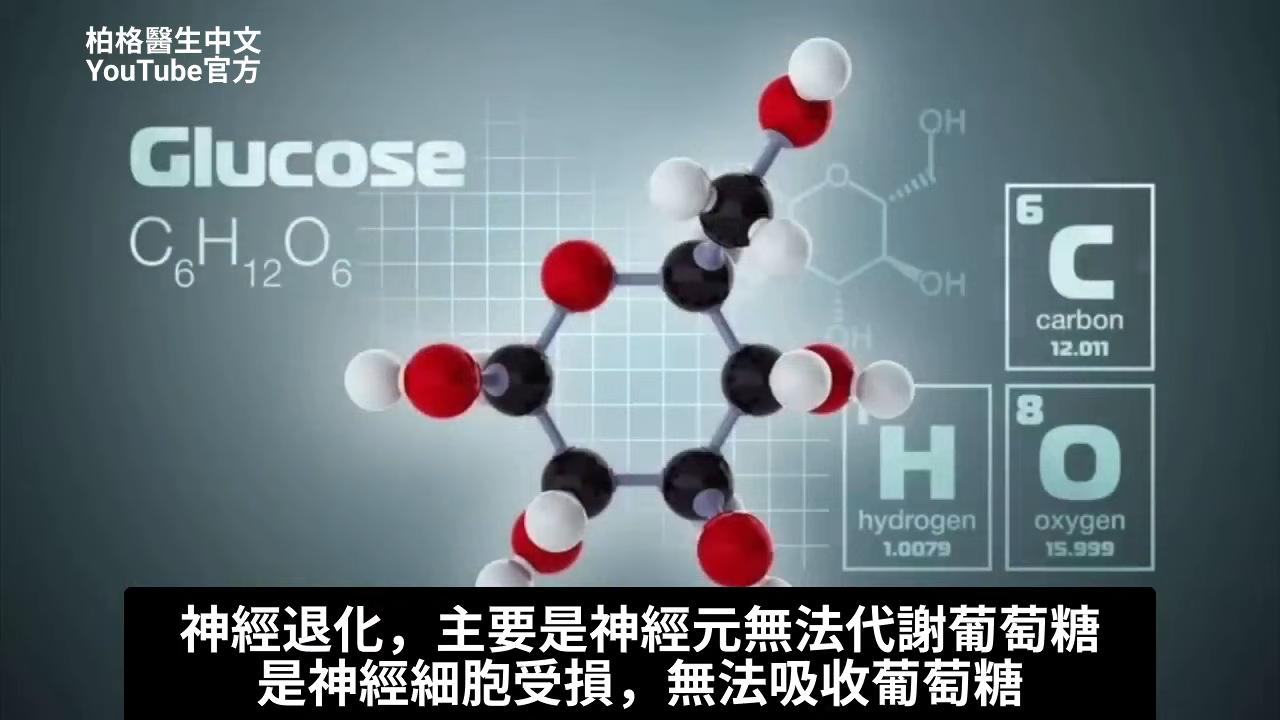 柏格醫生中文
YouTube官方
Glucose
C6H12O6
OH
OH
OH
6
C
carbon
12.011
1
H
hydrogen
1.0079
8
O
oxygen
15.999
神經退化，主要是神經元無法代謝葡萄糖
是神經細胞受損，無法吸收葡萄糖